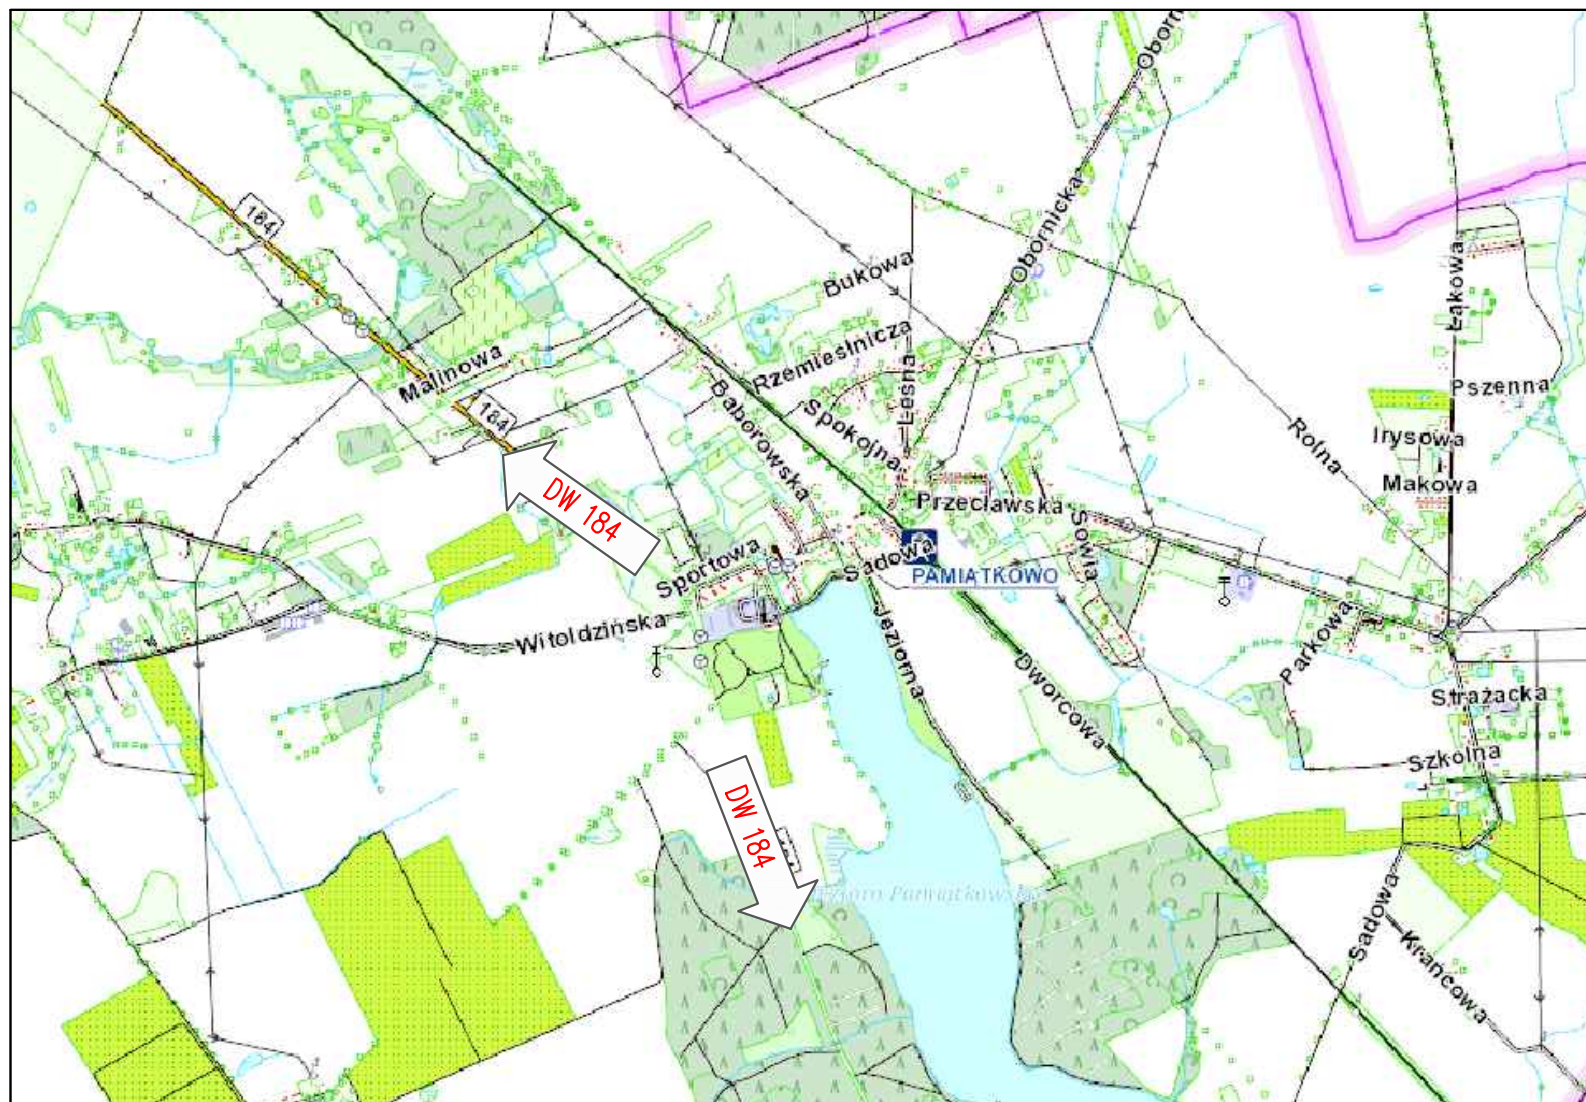 Oborn
184
Obornicka
Bukowa
Łąkowa
Rzemieślnicza
Malinowa
Leśna
Baborowska
Pszenna
184
Spokojna
Rolna
Irysowa
Makowa
DW 184
Przecławska
Sowia
Sportowa
Sadowa
PAMIĄTKOWO
Witoldzińska
Jeziorna
Parkowa
Dworcowa
Strażacka
Szkolna
DW 184
Pamiątkowsk
Sadowa
Krańcowa